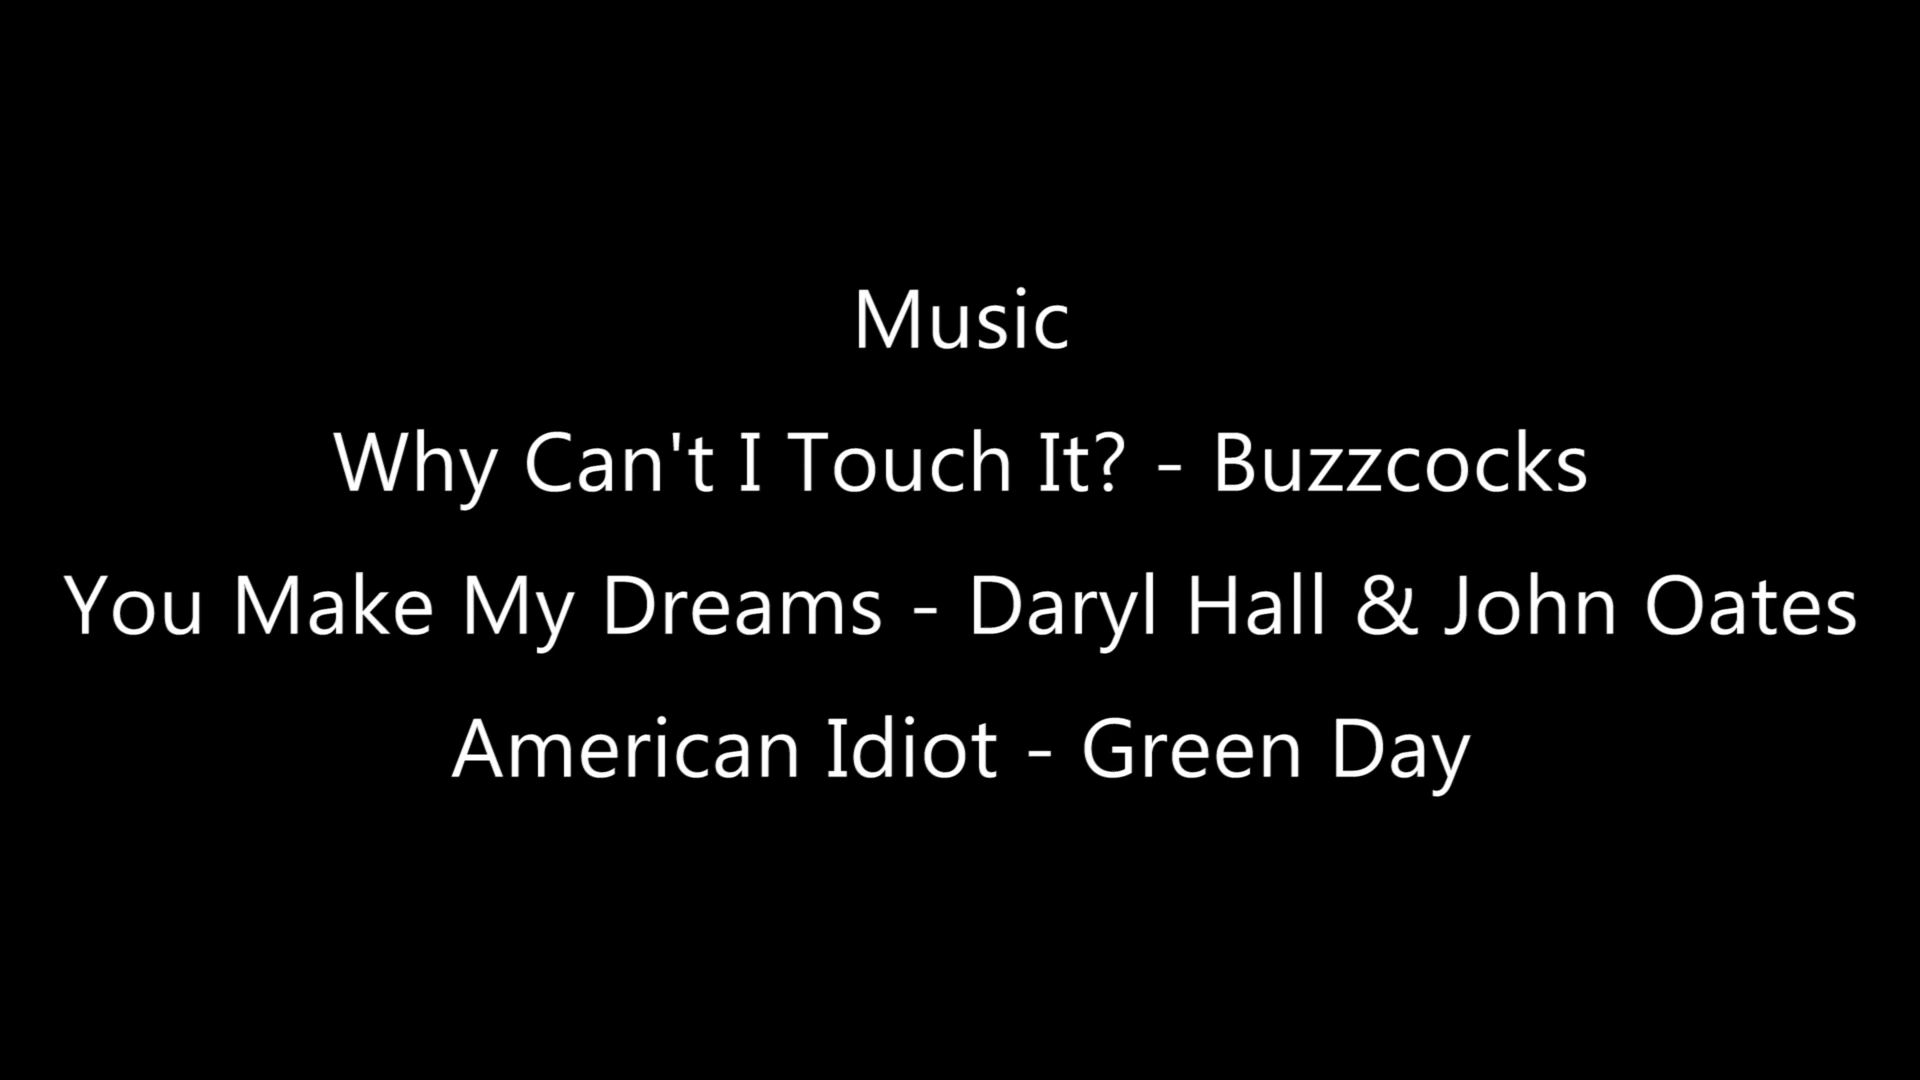 Music
Why Can't I Touch It? - Buzzcocks
You Make My Dreams - Daryl Hall & John Oates
American Idiot - Green Day